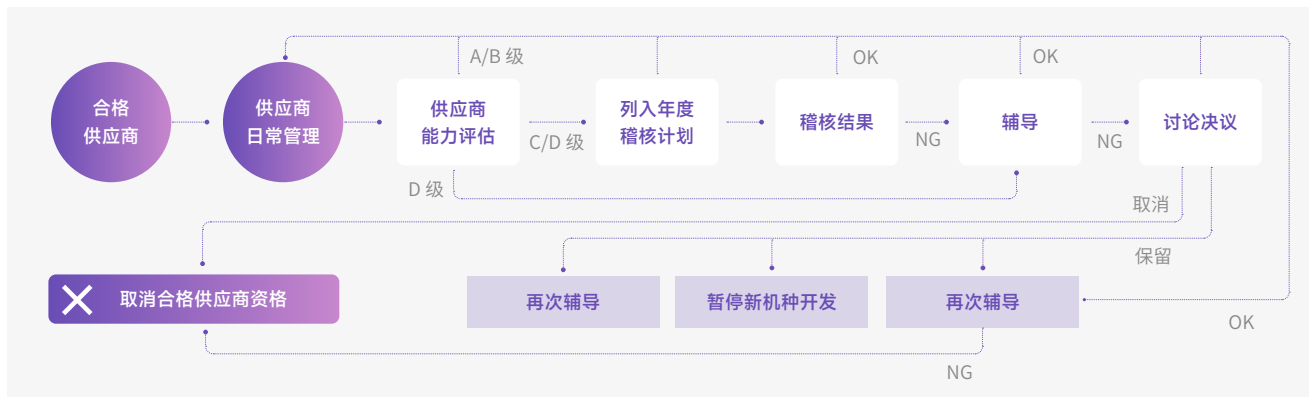 A/B 级
OK
OK
合格
供应商
供应商
日常管理
供应商
能力评估
C/D 级
列入年度
稽核计划
稽核结果
NG
辅导
NG
讨论决议
D 级
取消
保留
取消合格供应商资格
再次辅导
暂停新机种开发
再次辅导
OK
NG